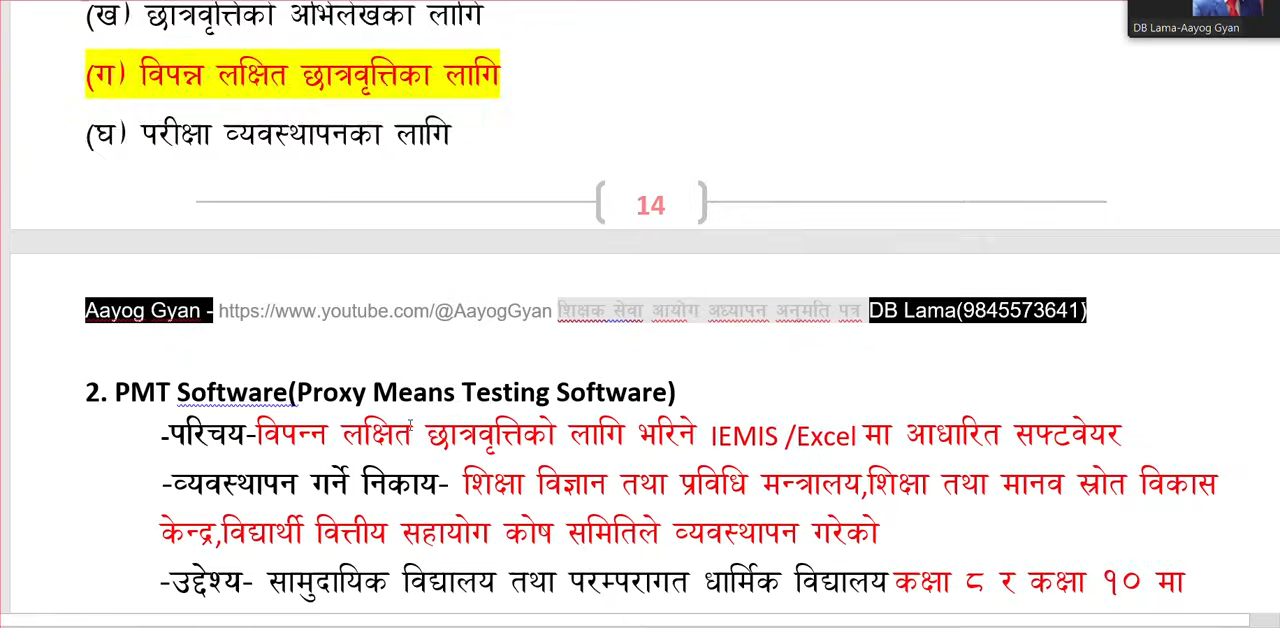 (ख) छात्रवृत्तिको अभिलेखका लागि
DB Lama-Aayog Gyan
(ग) विपन्न लक्षित छात्रवृत्तिका लागि
(घ) परीक्षा व्यवस्थापनका लागि
14
Aayog Gyan - https://www.youtube.com/@AayogGyan शिक्षक सेवा आयोग अध्यापन अनमति पत्र DB Lama(9845573641)
2. PMT Software(Proxy Means Testing Software)
-परिचय-विपन्न लक्षित छात्रवृत्तिको लागि भरिने IEMIS /Excel मा आधारित सफ्टवेयर
-व्यवस्थापन गर्ने निकाय- शिक्षा विज्ञान तथा प्रविधि मन्त्रालय,शिक्षा तथा मानव स्रोत विकास
केन्द्र,विद्यार्थी वित्तीय सहायोग कोष समितिले व्यवस्थापन गरेको
-उद्देश्य- सामुदायिक विद्यालय तथा परम्परागत धार्मिक विद्यालय कक्षा ८ र कक्षा १० मा